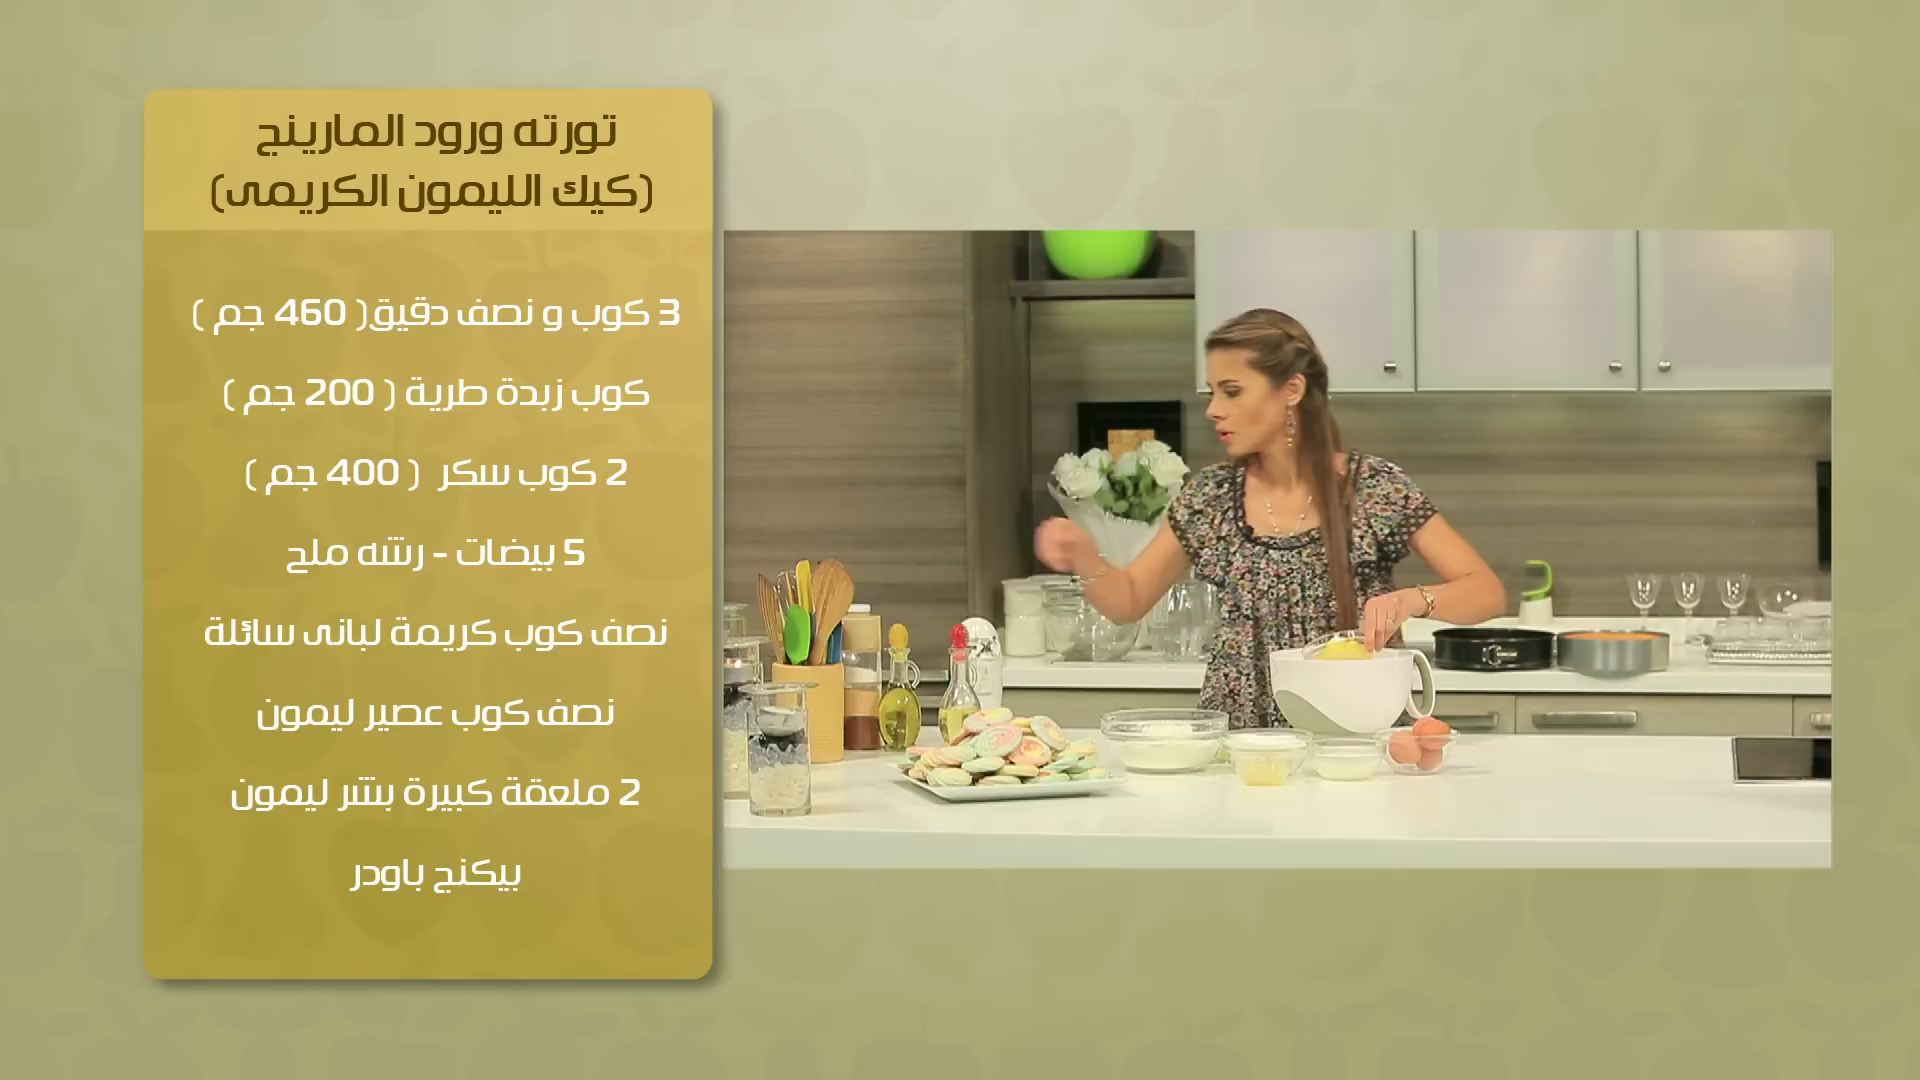 تورته ورود المارينج
(كيك الليمون الكريمى)
3 كوب و نصف دقيق( 460 جم )
كوب زبدة طرية ( 200 جم )
2 كوب سكر ( 400 جم )
5 بيضات - رشه ملح
نصف كوب كريمة لبانى سائلة
نصف كوب عصير ليمون
2 ملعقة كبيرة بشر ليمون
بيكنج باودر